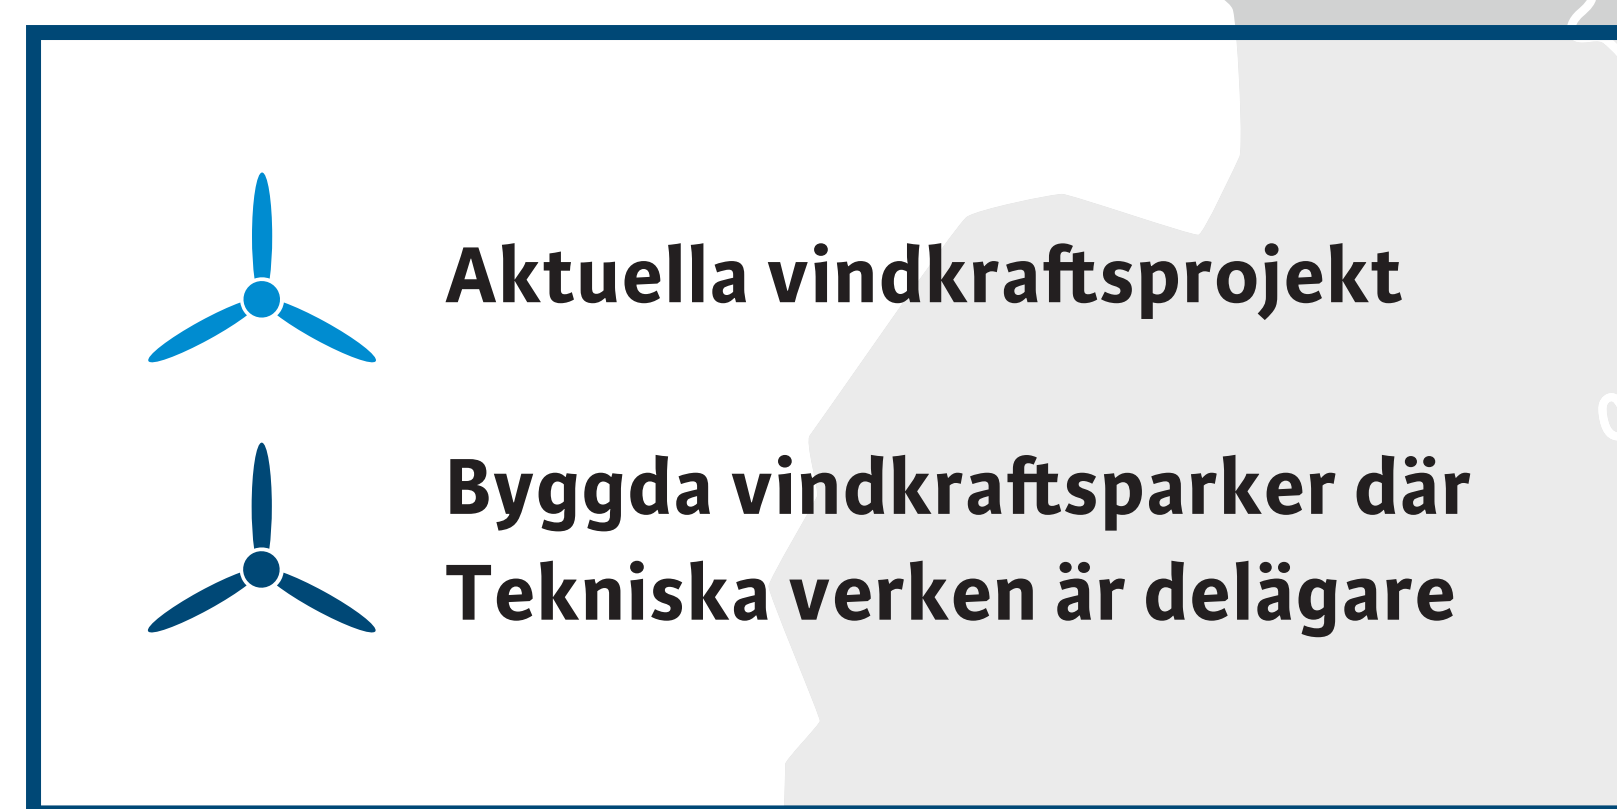 Aktuella vindkraftsprojekt
Byggda vindkraftsparker där
Tekniska verken är delägare